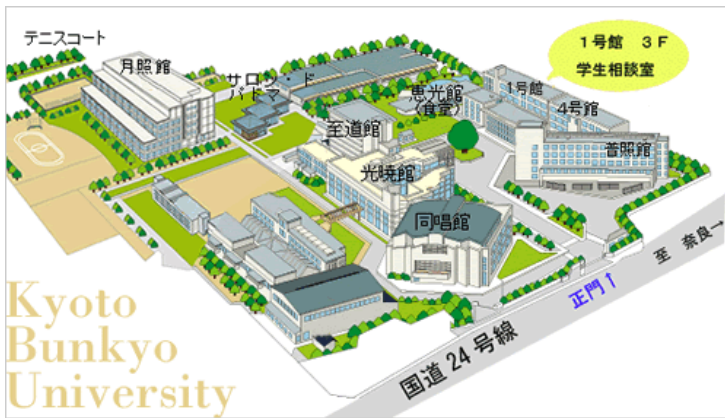 テニスコート
月照館
サロン・ド
パドマ
至道館
恵光館
(食堂)
1号館 3F
学生相談室
1号館
4号館
普照館
光暁館
同唱館
至 奈良→
正門↑
国道24号線
Kyoto
Bunkyo
University